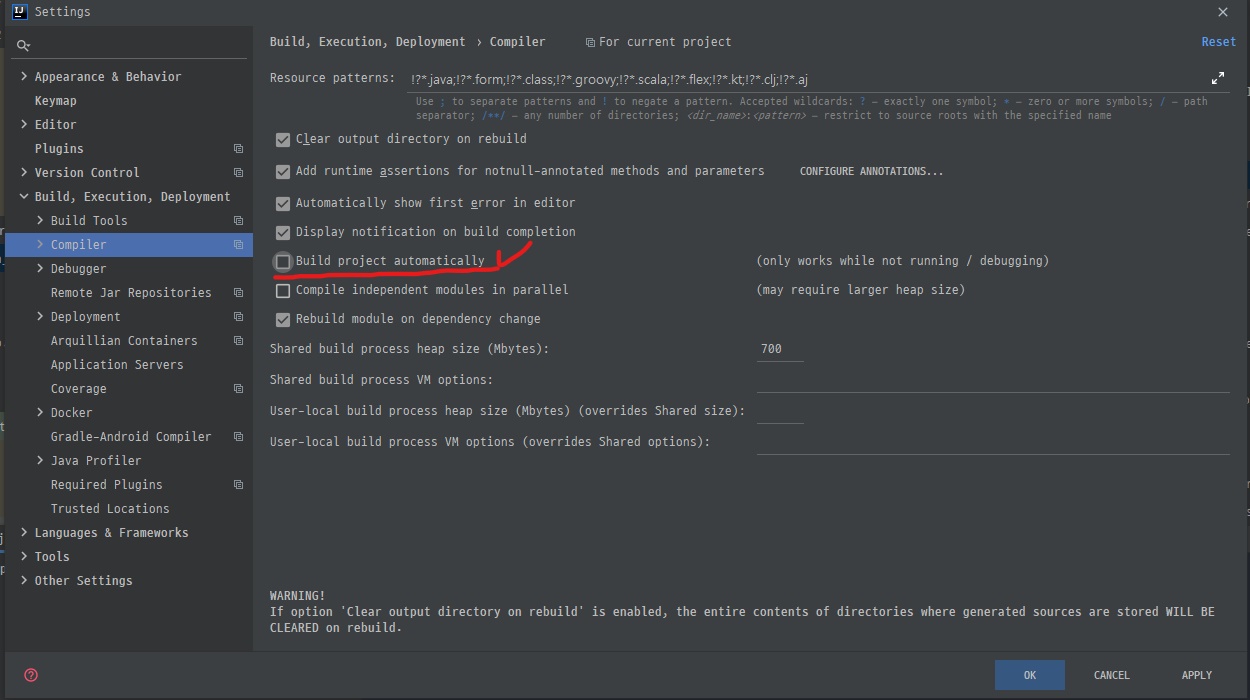 IJ Settings
Build, Execution, Deployment › Compiler For current project Reset
Appearance & Behavior
Keymap
Editor
Plugins
Version Control
Build, Execution, Deployment
Build Tools
Compiler
Debugger
Remote Jar Repositories
Deployment
Arquillian Containers
Application Servers
Coverage
Docker
Gradle-Android Compiler
Java Profiler
Required Plugins
Trusted Locations
Languages & Frameworks
Tools
Other Settings
Resource patterns: !?*.java;!?*.form;!?*.class;!?*.groovy;!?*.scala;!?*.flex;!?*.kt;!?*.clj;!?*.aj
Use ; to separate patterns and ! to negate a pattern. Accepted wildcards: ? — exactly one symbol; * — zero or more symbols; / — path
separator; /**/ — any number of directories; <dir_name>:<pattern> — restrict to source roots with the specified name
Clear output directory on rebuild
Add runtime assertions for notnull-annotated methods and parameters CONFIGURE ANNOTATIONS...
Automatically show first error in editor
Display notification on build completion
Build project automatically (only works while not running / debugging)
Compile independent modules in parallel (may require larger heap size)
Rebuild module on dependency change
Shared build process heap size (Mbytes): 700
Shared build process VM options:
User-local build process heap size (Mbytes) (overrides Shared size):
User-local build process VM options (overrides Shared options):
WARNING!
If option 'Clear output directory on rebuild' is enabled, the entire contents of directories where generated sources are stored WILL BE
CLEARED on rebuild.
? OK CANCEL APPLY